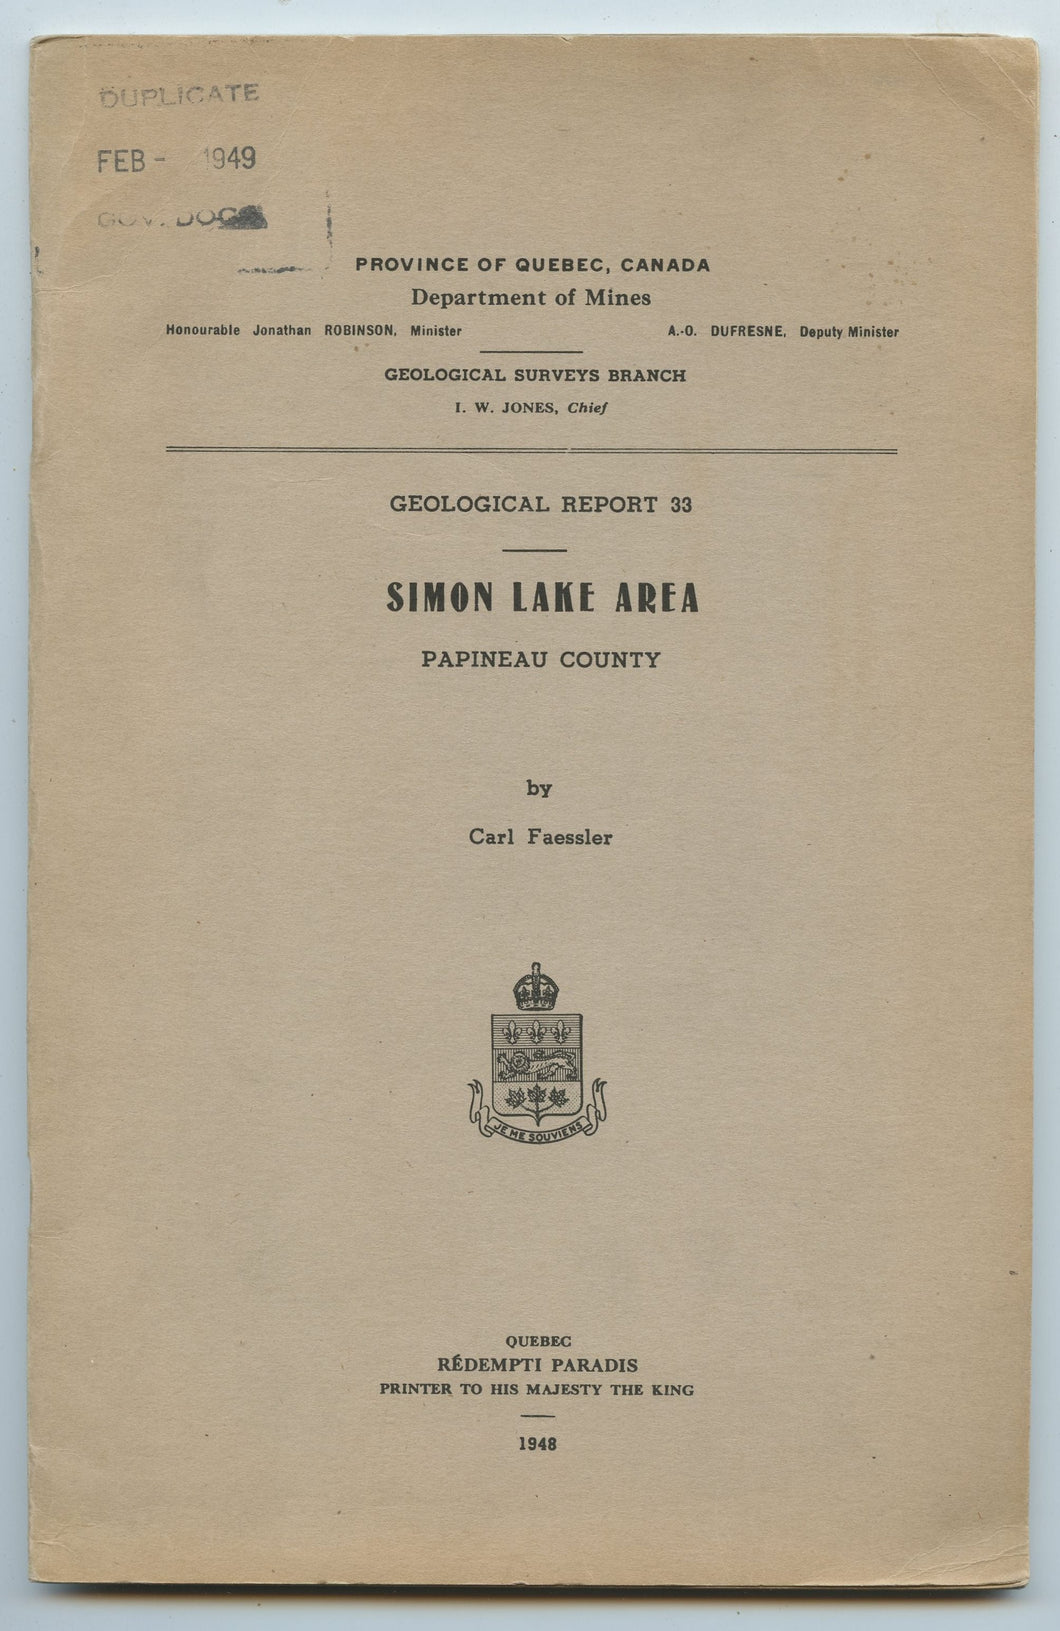 DUPLICATE
FEB - 1949
GOV. DOCS
PROVINCE OF QUEBEC, CANADA
Department of Mines
Honourable Jonathan ROBINSON, Minister A.-O. DUFRESNE, Deputy Minister
GEOLOGICAL SURVEYS BRANCH
I. W. JONES, Chief
GEOLOGICAL REPORT 33
SIMON LAKE AREA
PAPINEAU COUNTY
by
Carl Faessler
JE ME SOUVIENS
QUEBEC
RÉDEMPTI PARADIS
PRINTER TO HIS MAJESTY THE KING
1948